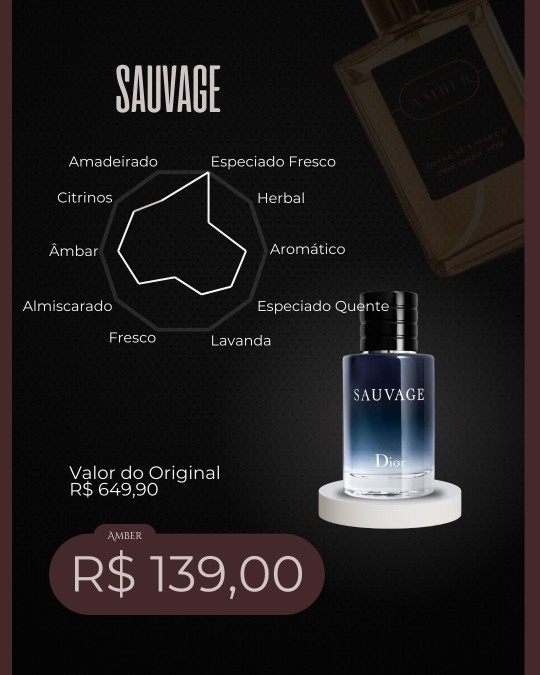 SAUVAGE
Amadeirado
Especiado Fresco
Citrinos
Herbal
Âmbar
Aromático
Almiscarado
Especiado Quente
Fresco
Lavanda
AMBER
SAUVAGE
Dior
Valor do Original
R$ 649,90
AMBER
R$ 139,00